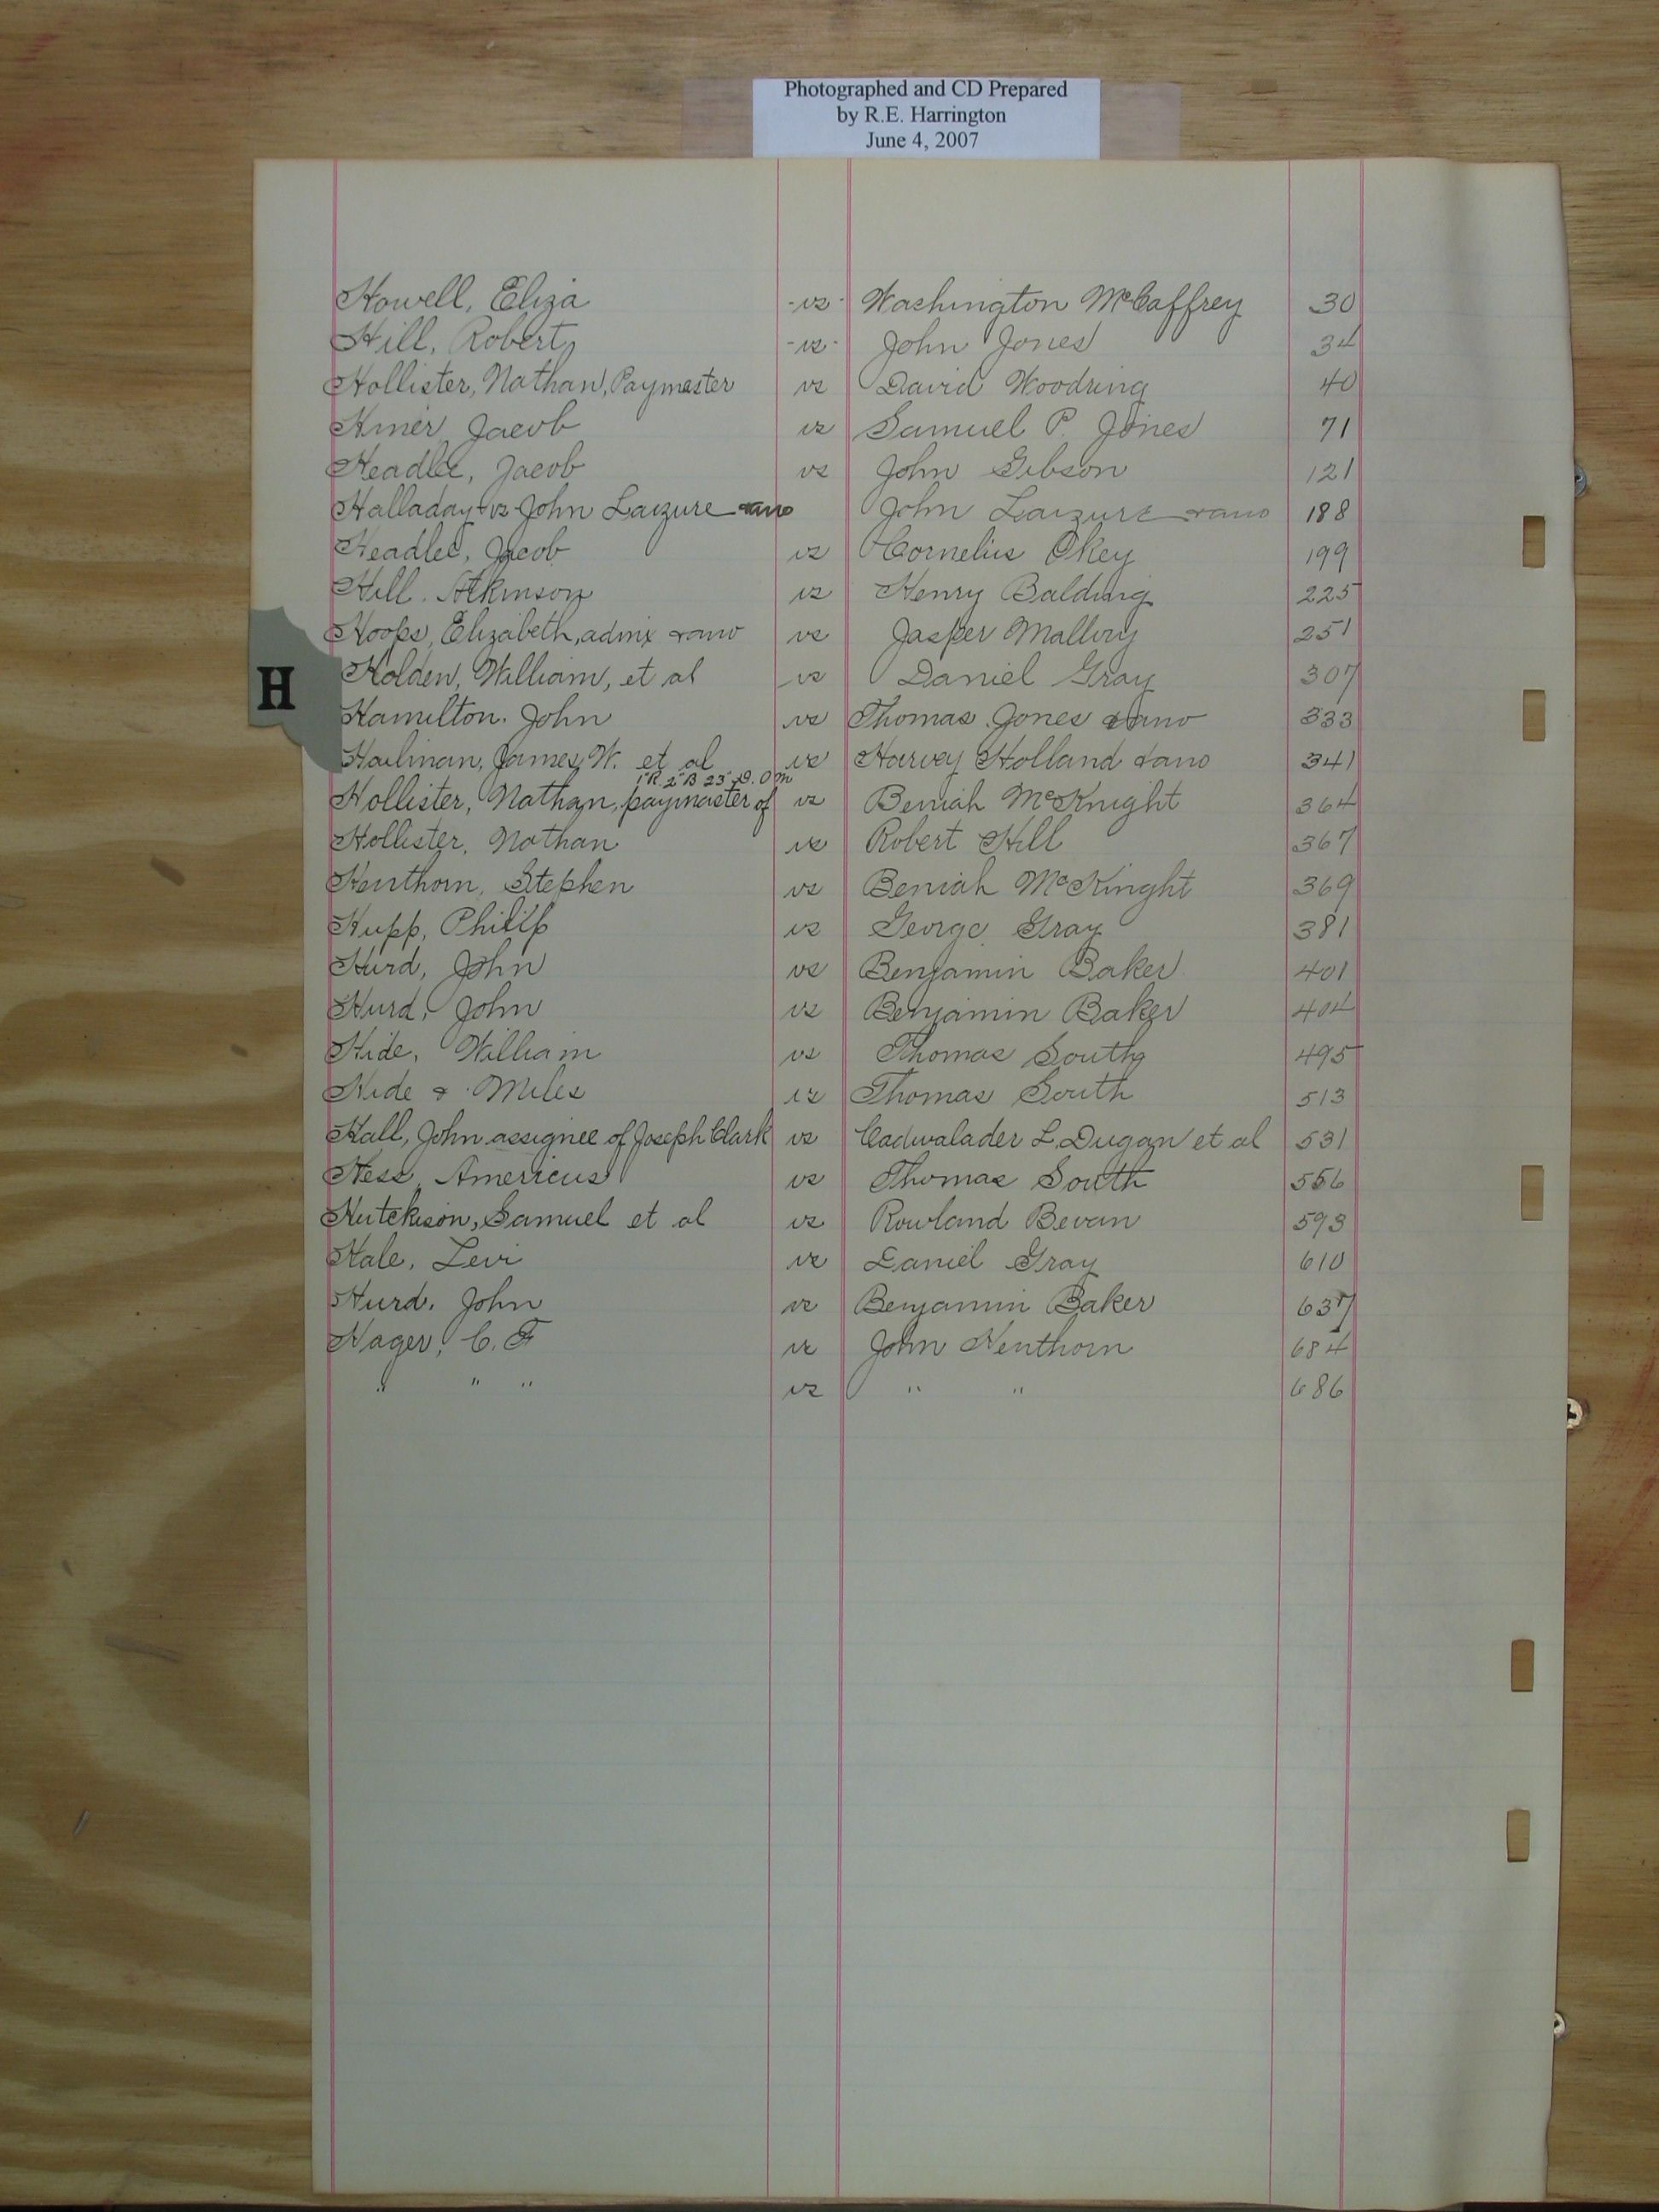 Photographed and CD Prepared
by R.E. Harrington
June 4, 2007
Howell, Eliza -vs- Washington McCaffrey 30
Hill, Robert -vs- John Jones 34
Hollister, Nathan, Paymaster vs David Woodring 40
Hiner Jacob vs Samuel P. Jones 71
Headlee, Jacob vs John Gibson 121
Halladay vs John Laizure & ano John Laizure & ano 188
Headlee, Jacob vs Cornelius Okey 199
Hill. Atkinson vs Henry Balding 225
Hoops, Elizabeth, admx & ano vs Jasper Mallory 251
H
Holden, William, et al vs Daniel Gray 307
Hamilton. John vs Thomas Jones & ano 333
Hailman, James W. et al vs Harvey Holland & ano 341
1"R. 2"B 23" D. O M
Hollister, Nathan, paymaster of vs Beniah McKnight 364
Hollister, Nathan vs Robert Hill 367
Henthorn, Stephen vs Beniah McKinght 369
Hupp, Philip vs George Gray 381
Hurd, John vs Benjamin Baker 401
Hurd, John vs Benjamin Baker 404
Hide, William vs Thomas South 495
Hide & Miles vs Thomas South 513
Hall, John assignee of Joseph Clark vs Cadwalader L. Dugan et al 531
Hess, Americus vs Thomas South 556
Hutchison, Samuel et al vs Rowland Bevan 593
Hale, Levi vs Daniel Gray 610
Hurd. John vs Benjamin Baker 637
Hager, C. F vs John Henthorn 684
" " " vs " " 686